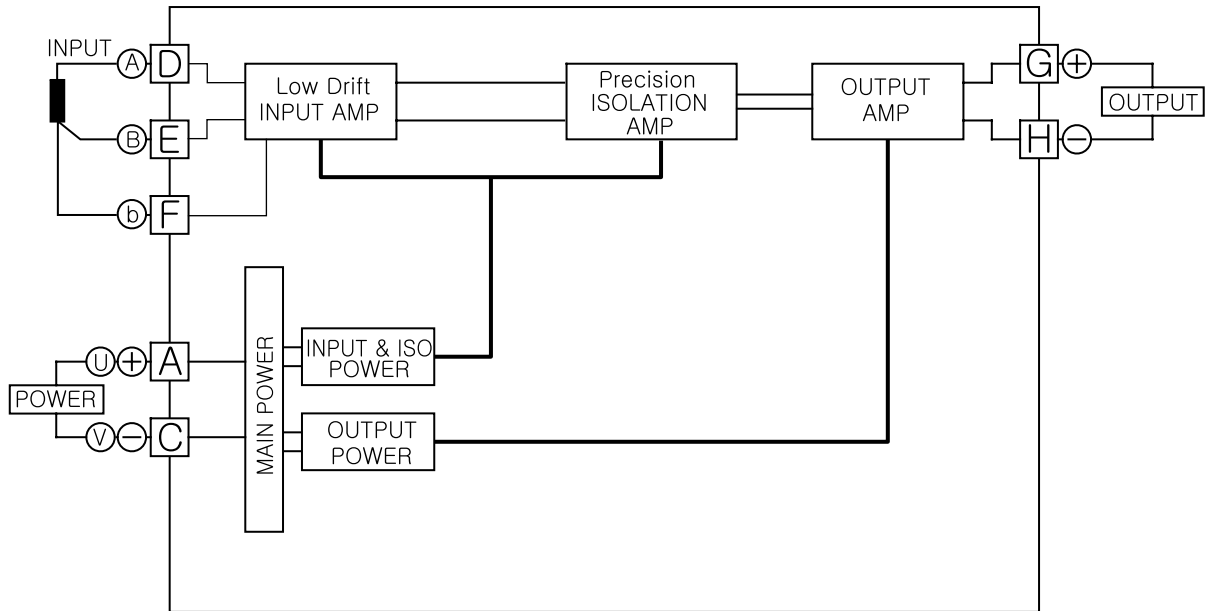 INPUT
A D
B E
b F
Low Drift
INPUT AMP
Precision
ISOLATION
AMP
OUTPUT
AMP
G +
H −
OUTPUT
U + A
POWER
V − C
MAIN POWER
INPUT & ISO
POWER
OUTPUT
POWER